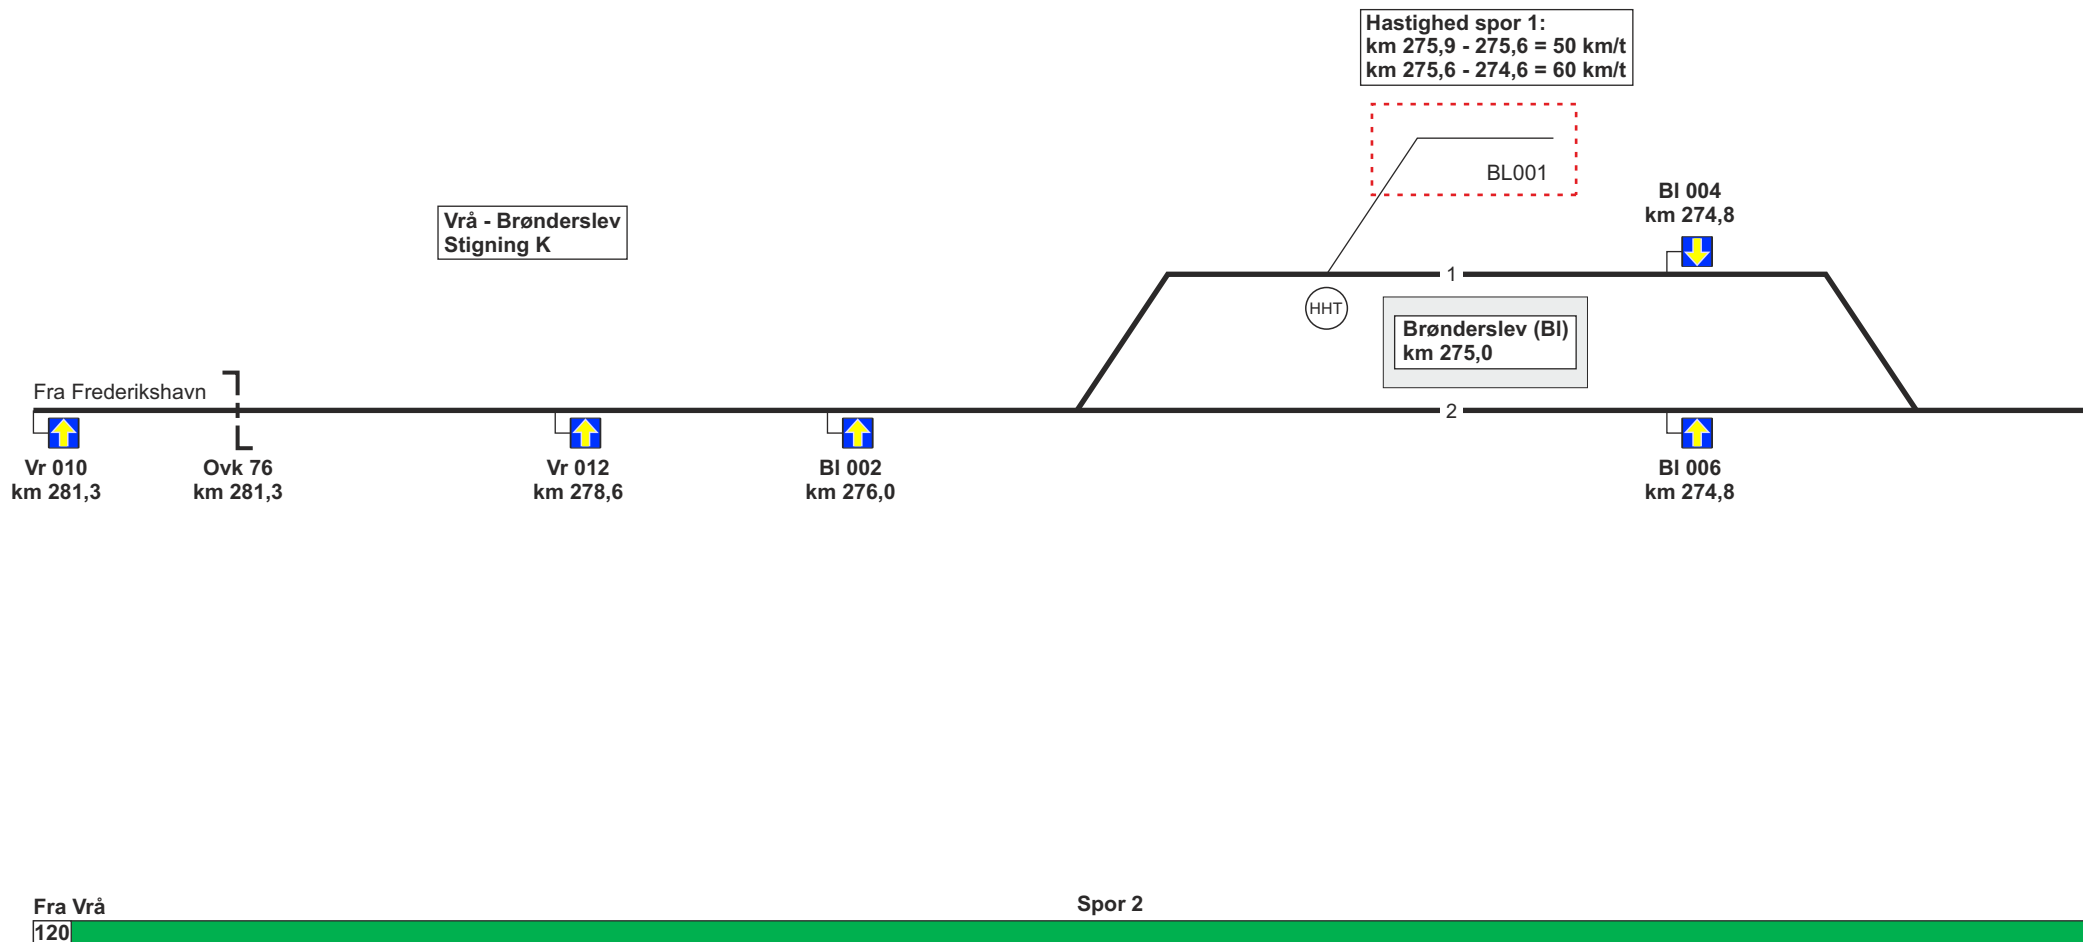 Hastighed spor 1:
km 275,9 - 275,6 = 50 km/t
km 275,6 - 274,6 = 60 km/t
BL001
Bl 004
km 274,8
Vrå - Brønderslev
Stigning K
1
HHT
Brønderslev (Bl)
km 275,0
Fra Frederikshavn
2
Vr 010
km 281,3
Ovk 76
km 281,3
Vr 012
km 278,6
Bl 002
km 276,0
Bl 006
km 274,8
Fra Vrå
Spor 2
120